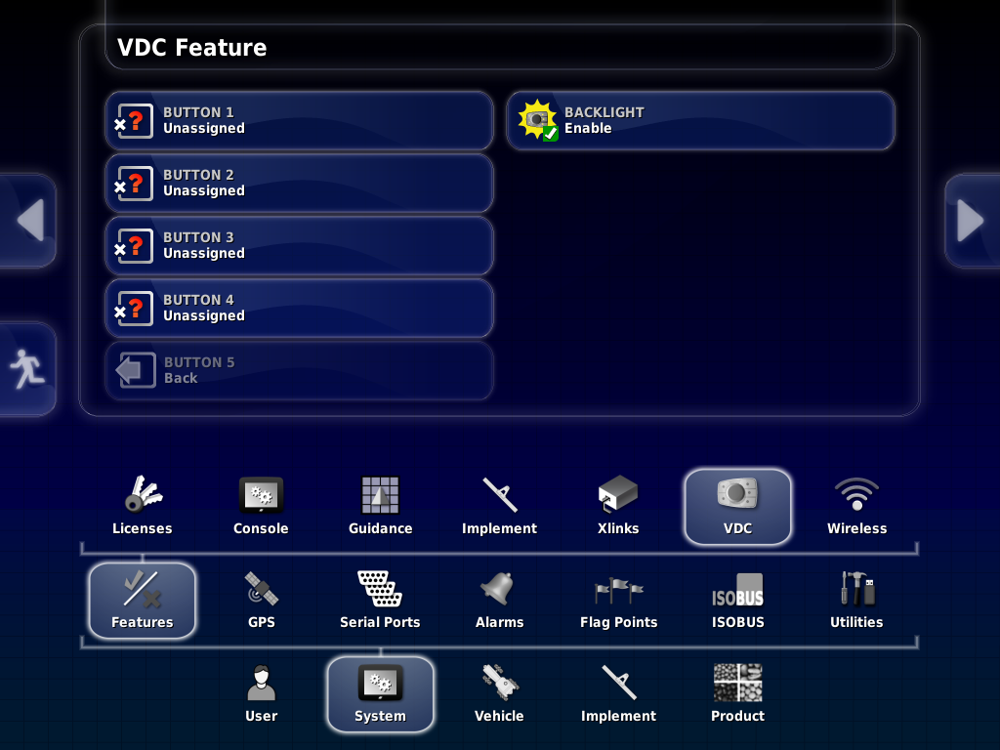 VDC Feature
BUTTON 1
Unassigned
BACKLIGHT
Enable
BUTTON 2
Unassigned
BUTTON 3
Unassigned
BUTTON 4
Unassigned
BUTTON 5
Back
Licenses
Console
Guidance
Implement
Xlinks
VDC
Wireless
ISOBUS
Features
GPS
Serial Ports
Alarms
Flag Points
ISOBUS
Utilities
User
System
Vehicle
Implement
Product